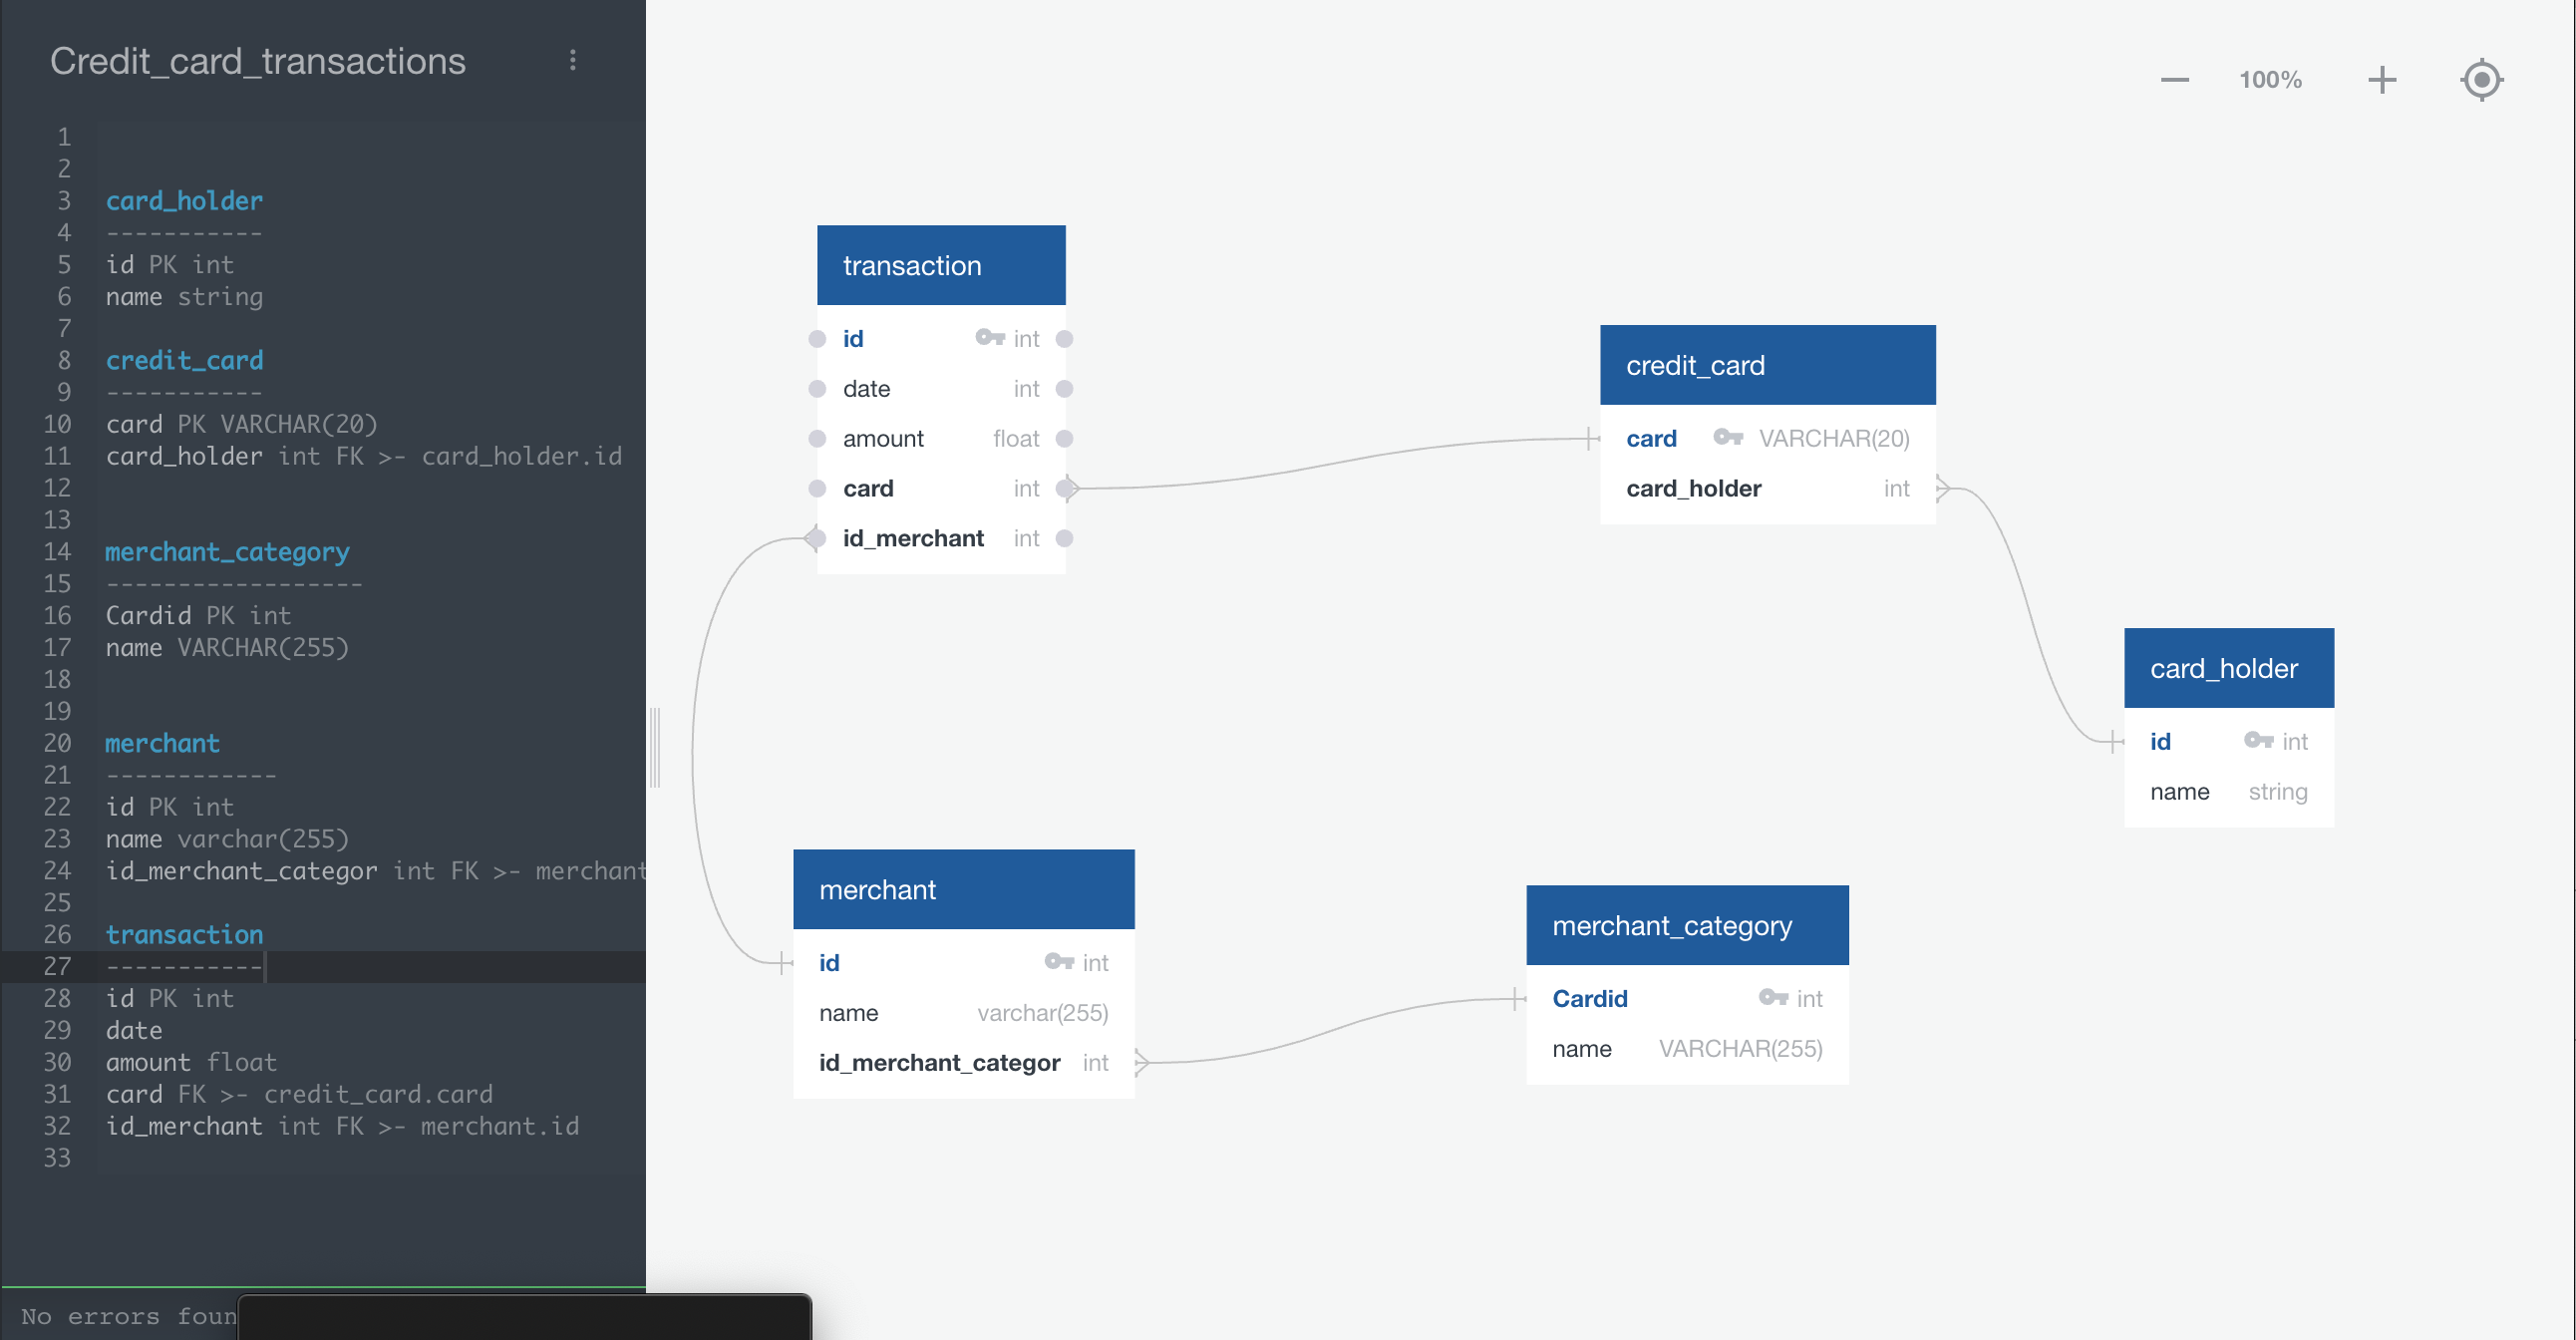 Credit_card_transactions
1
2
3 card_holder
4 -----------
5 id PK int
6 name string
7
8 credit_card
9 -----------
10 card PK VARCHAR(20)
11 card_holder int FK >- card_holder.id
12
13
14 merchant_category
15 ------------------
16 Cardid PK int
17 name VARCHAR(255)
18
19
20 merchant
21 ------------
22 id PK int
23 name varchar(255)
24 id_merchant_categor int FK >- merchant
25
26 transaction
27 -----------
28 id PK int
29 date
30 amount float
31 card FK >- credit_card.card
32 id_merchant int FK >- merchant.id
33
No errors foun
100%
transaction
id int
date int
amount float
card int
id_merchant int
credit_card
card VARCHAR(20)
card_holder int
card_holder
id int
name string
merchant
id int
name varchar(255)
id_merchant_categor int
merchant_category
Cardid int
name VARCHAR(255)